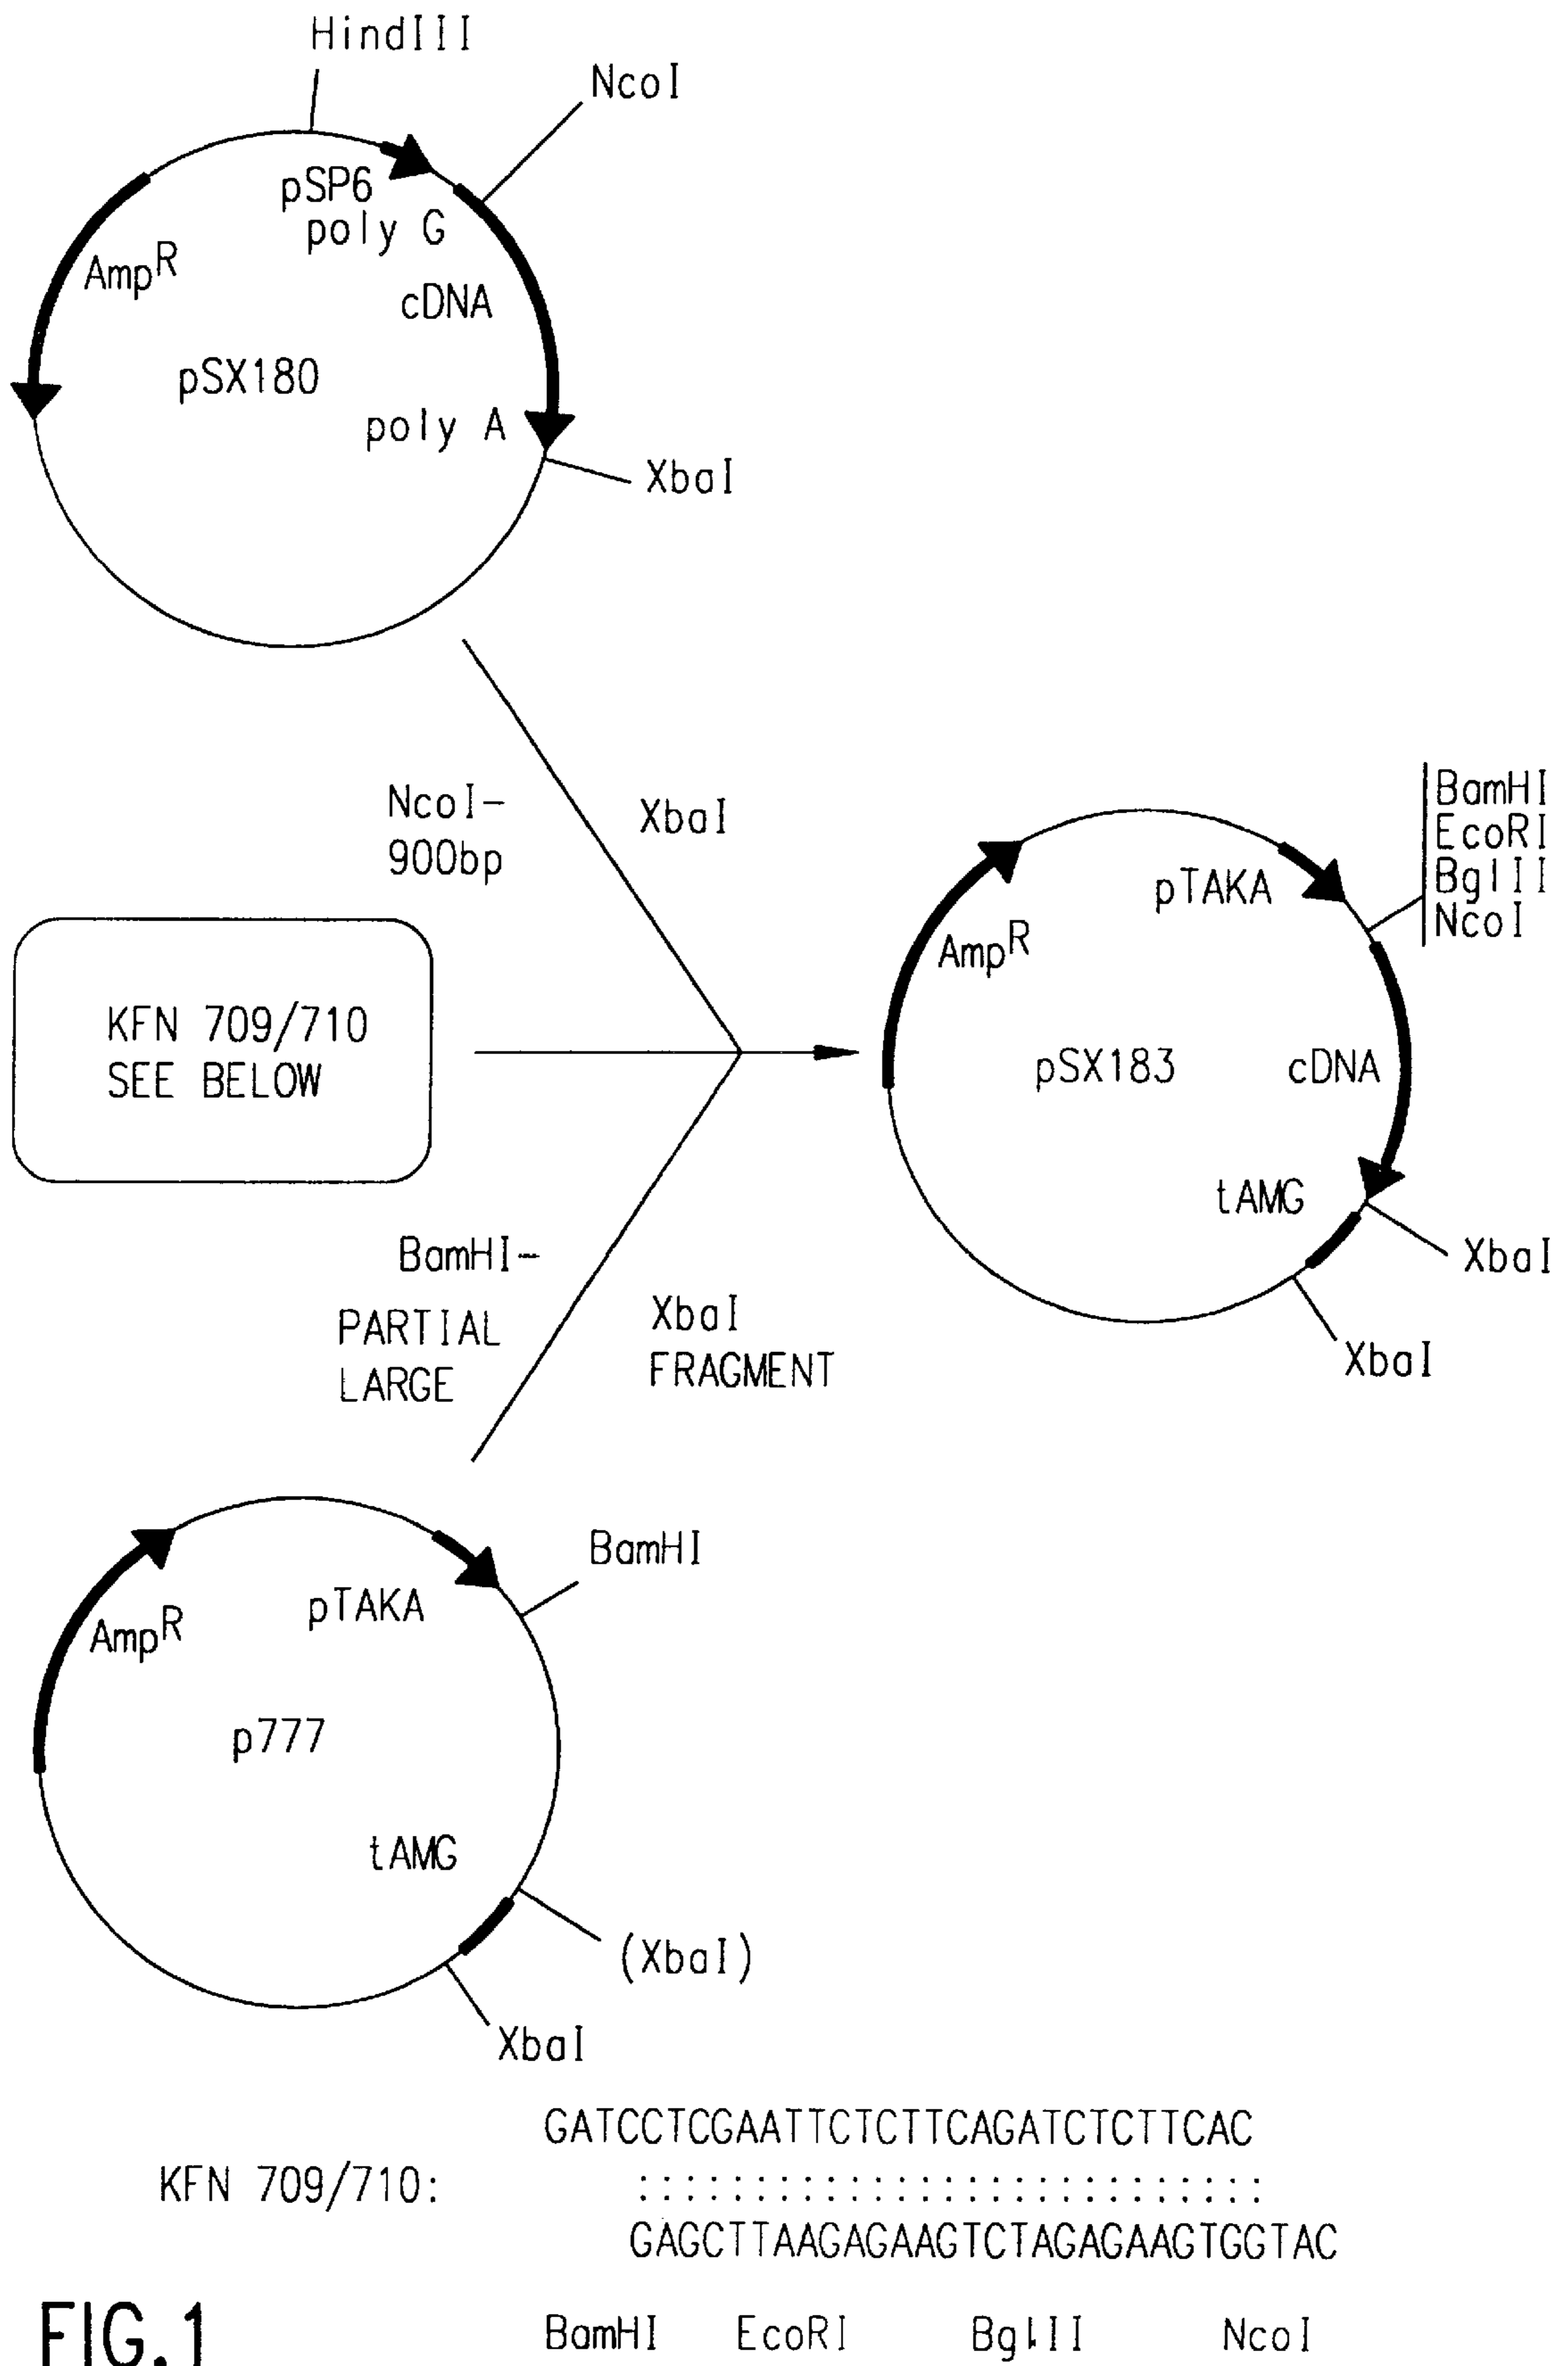 HindIII
NcoI
pSP6
poly G
AmpR
cDNA
pSX180
poly A
XbaI
NcoI-
900bp
XbaI
BamHI
EcoRI
BglII
NcoI
pTAKA
AmpR
KFN 709/710
SEE BELOW
pSX183
cDNA
tAMG
XbaI
XbaI
BamHI-
PARTIAL
LARGE
XbaI
FRAGMENT
BamHI
pTAKA
AmpR
p777
tAMG
(XbaI)
XbaI
GATCCTCGAATTCTCTTCAGATCTCTTCAC
KFN 709/710: :::::::::::::::::::::::::::
GAGCTTAAGAGAAGTCTAGAGAAGTGGTAC
BamHI EcoRI BglII NcoI
FIG.1